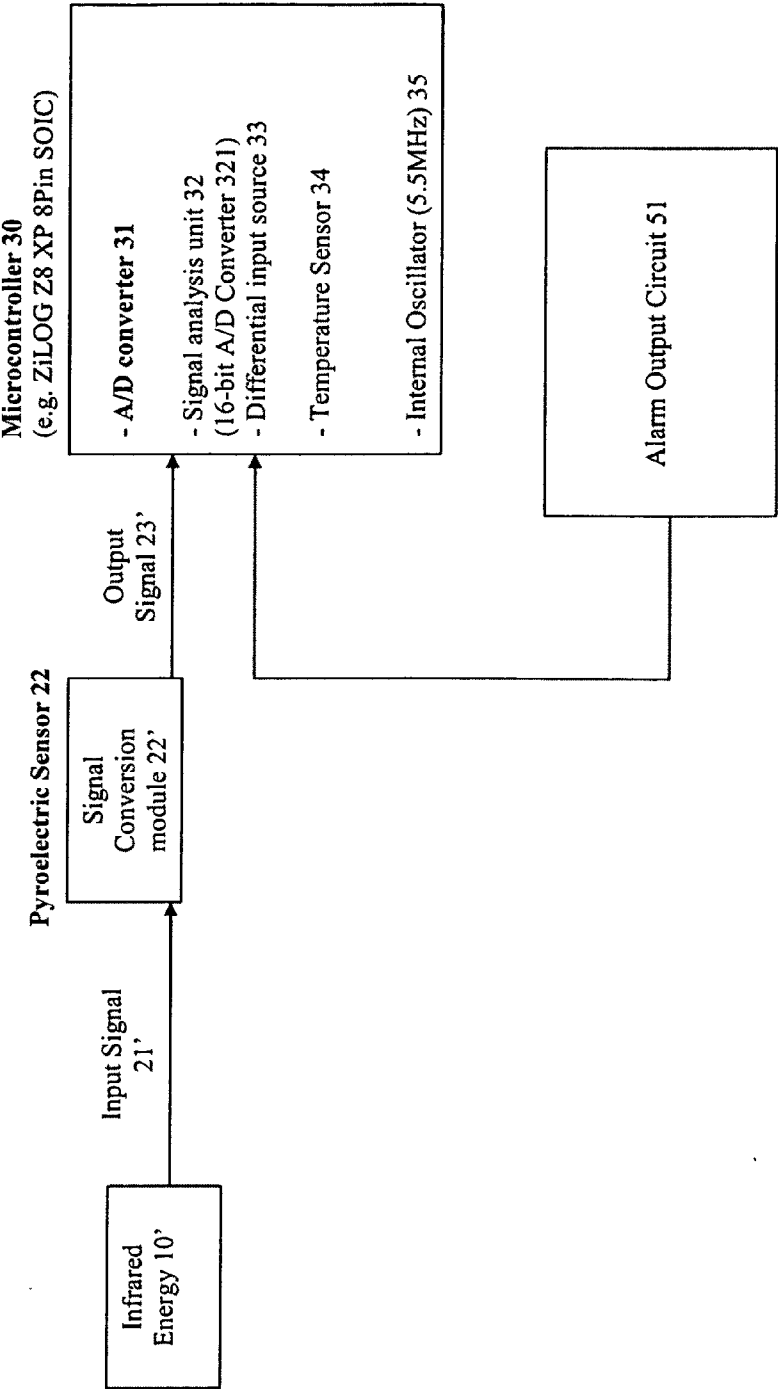 Infrared
Energy 10’
Input Signal
21’
Pyroelectric Sensor 22
Signal
Conversion
module 22’
Output
Signal 23’
Microcontroller 30
(e.g. ZiLOG Z8 XP 8Pin SOIC)
- A/D converter 31
- Signal analysis unit 32
(16-bit A/D Converter 321)
- Differential input source 33
- Temperature Sensor 34
- Internal Oscillator (5.5MHz) 35
Alarm Output Circuit 51